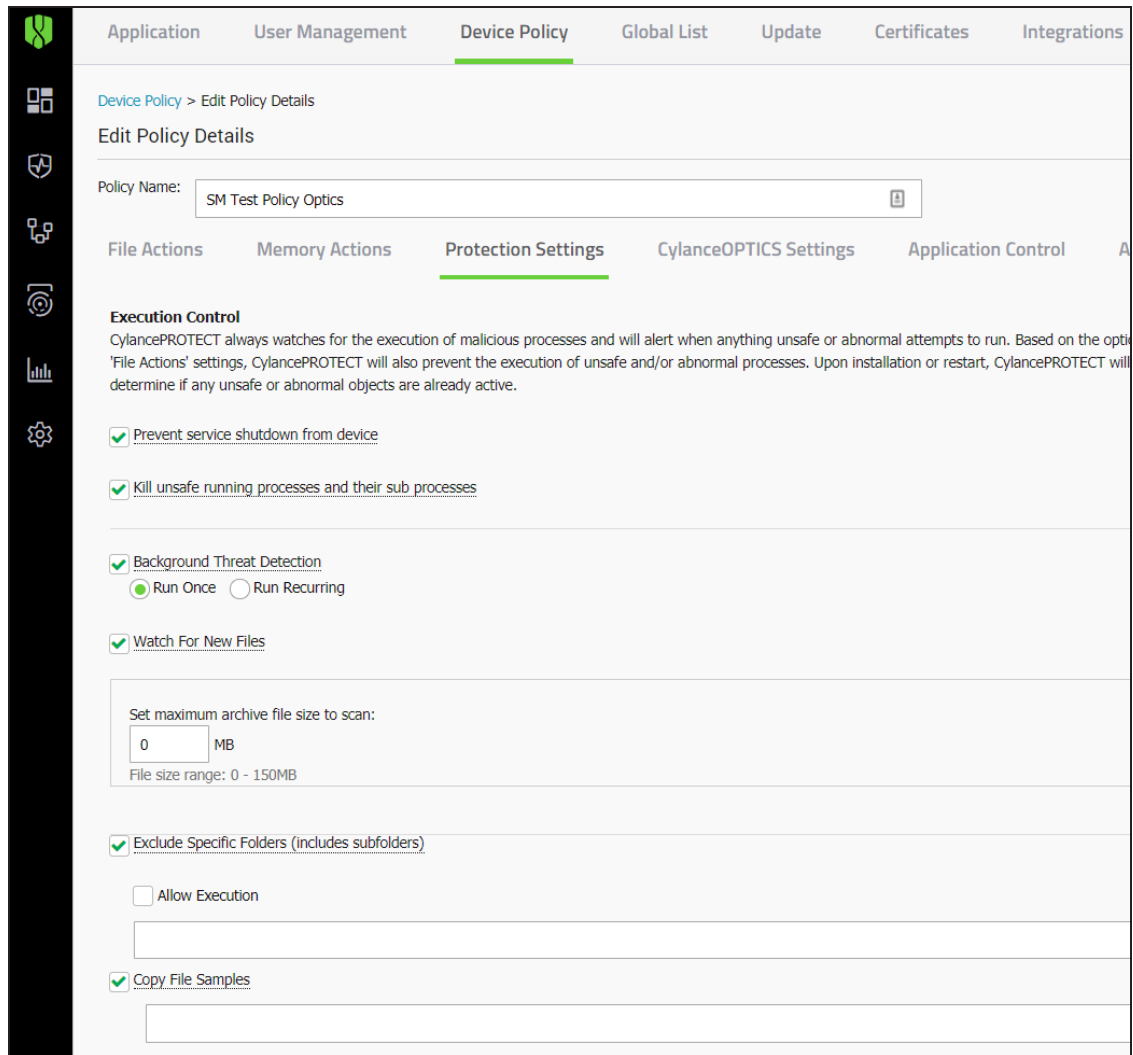 Application User Management Device Policy Global List Update Certificates Integrations
Device Policy > Edit Policy Details
Edit Policy Details
Policy Name: SM Test Policy Optics
File Actions Memory Actions Protection Settings CylanceOPTICS Settings Application Control A
Execution Control
CylancePROTECT always watches for the execution of malicious processes and will alert when anything unsafe or abnormal attempts to run. Based on the optio
'File Actions' settings, CylancePROTECT will also prevent the execution of unsafe and/or abnormal processes. Upon installation or restart, CylancePROTECT will
determine if any unsafe or abnormal objects are already active.
Prevent service shutdown from device
Kill unsafe running processes and their sub processes
Background Threat Detection
Run Once Run Recurring
Watch For New Files
Set maximum archive file size to scan:
0 MB
File size range: 0 - 150MB
Exclude Specific Folders (includes subfolders)
Allow Execution
Copy File Samples